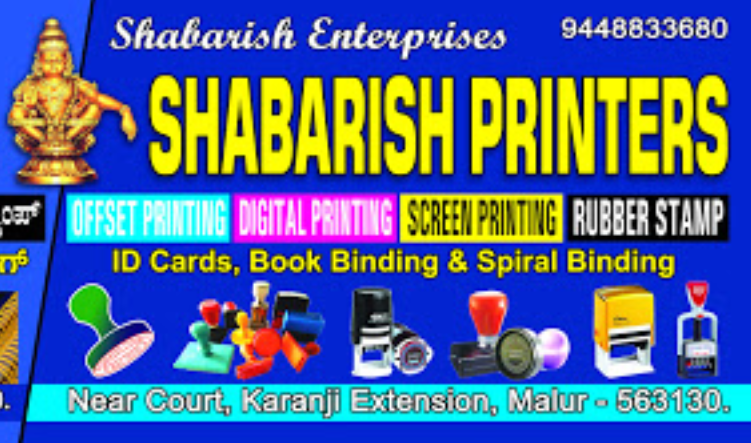 Shabarish Enterprises 9448833680
SHABARISH PRINTERS
OFFSET PRINTING DIGITAL PRINTING SCREEN PRINTING RUBBER STAMP
ID Cards, Book Binding & Spiral Binding
Near Court, Karanji Extension, Malur - 563130.